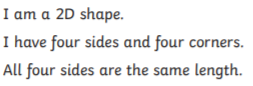 I am a 2D shape.
I have four sides and four corners.
All four sides are the same length.